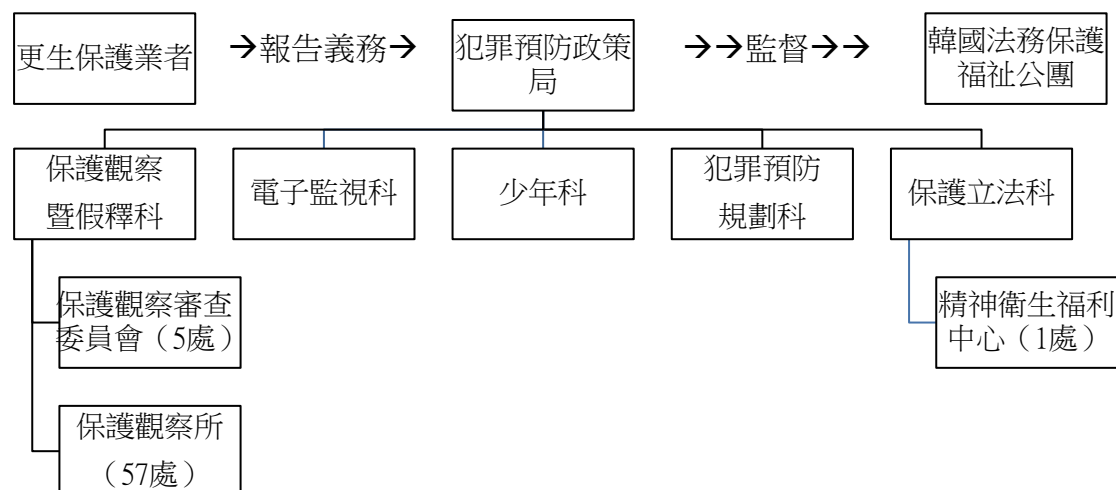 更生保護業者
→報告義務→
犯罪預防政策
局
→→監督→→
韓國法務保護
福祉公團
保護觀察
暨假釋科
電子監視科
少年科
犯罪預防
規劃科
保護立法科
保護觀察審查
委員會（5處）
精神衛生福利
中心（1處）
保護觀察所
（57處）